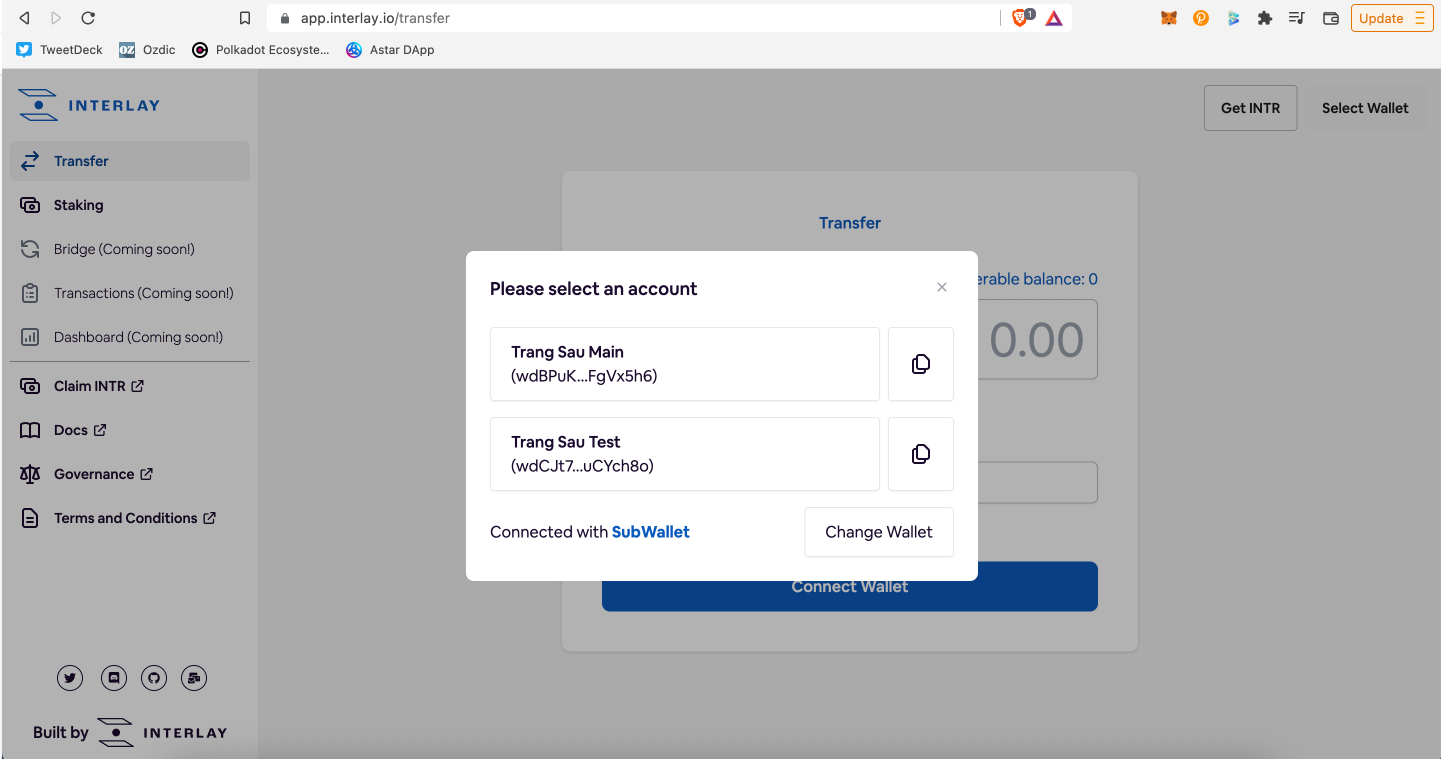 app.interlay.io/transfer
1
Update
TweetDeck
OZ Ozdic
Polkadot Ecosyste...
Astar DApp
INTERLAY
Get INTR
Select Wallet
Transfer
Staking
Bridge (Coming soon!)
Transactions (Coming soon!)
Dashboard (Coming soon!)
Claim INTR
Docs
Governance
Terms and Conditions
Built by INTERLAY
Transfer
erable balance: 0
0.00
Please select an account
Trang Sau Main
(wdBPuK...FgVx5h6)
Trang Sau Test
(wdCJt7...uCYch8o)
Connected with SubWallet
Change Wallet
Connect Wallet